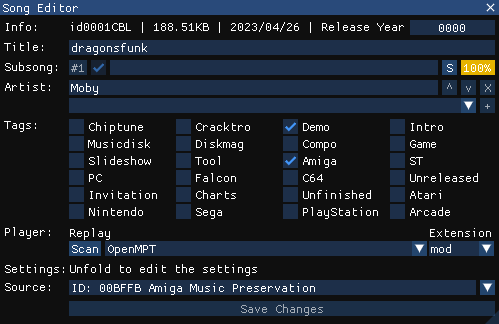 Song Editor
Info: id0001CBL | 188.51KB | 2023/04/26 | Release Year 0000
Title: dragonsfunk
Subsong: #1 S 100%
Artist: Moby ^ v X
+
Tags: Chiptune Cracktro Demo Intro
Musicdisk Diskmag Compo Game
Slideshow Tool Amiga ST
PC Falcon C64 Unreleased
Invitation Charts Unfinished Atari
Nintendo Sega PlayStation Arcade
Player: Replay Extension
Scan OpenMPT mod
Settings: Unfold to edit the settings
Source: ID: 00BFFB Amiga Music Preservation
Save Changes